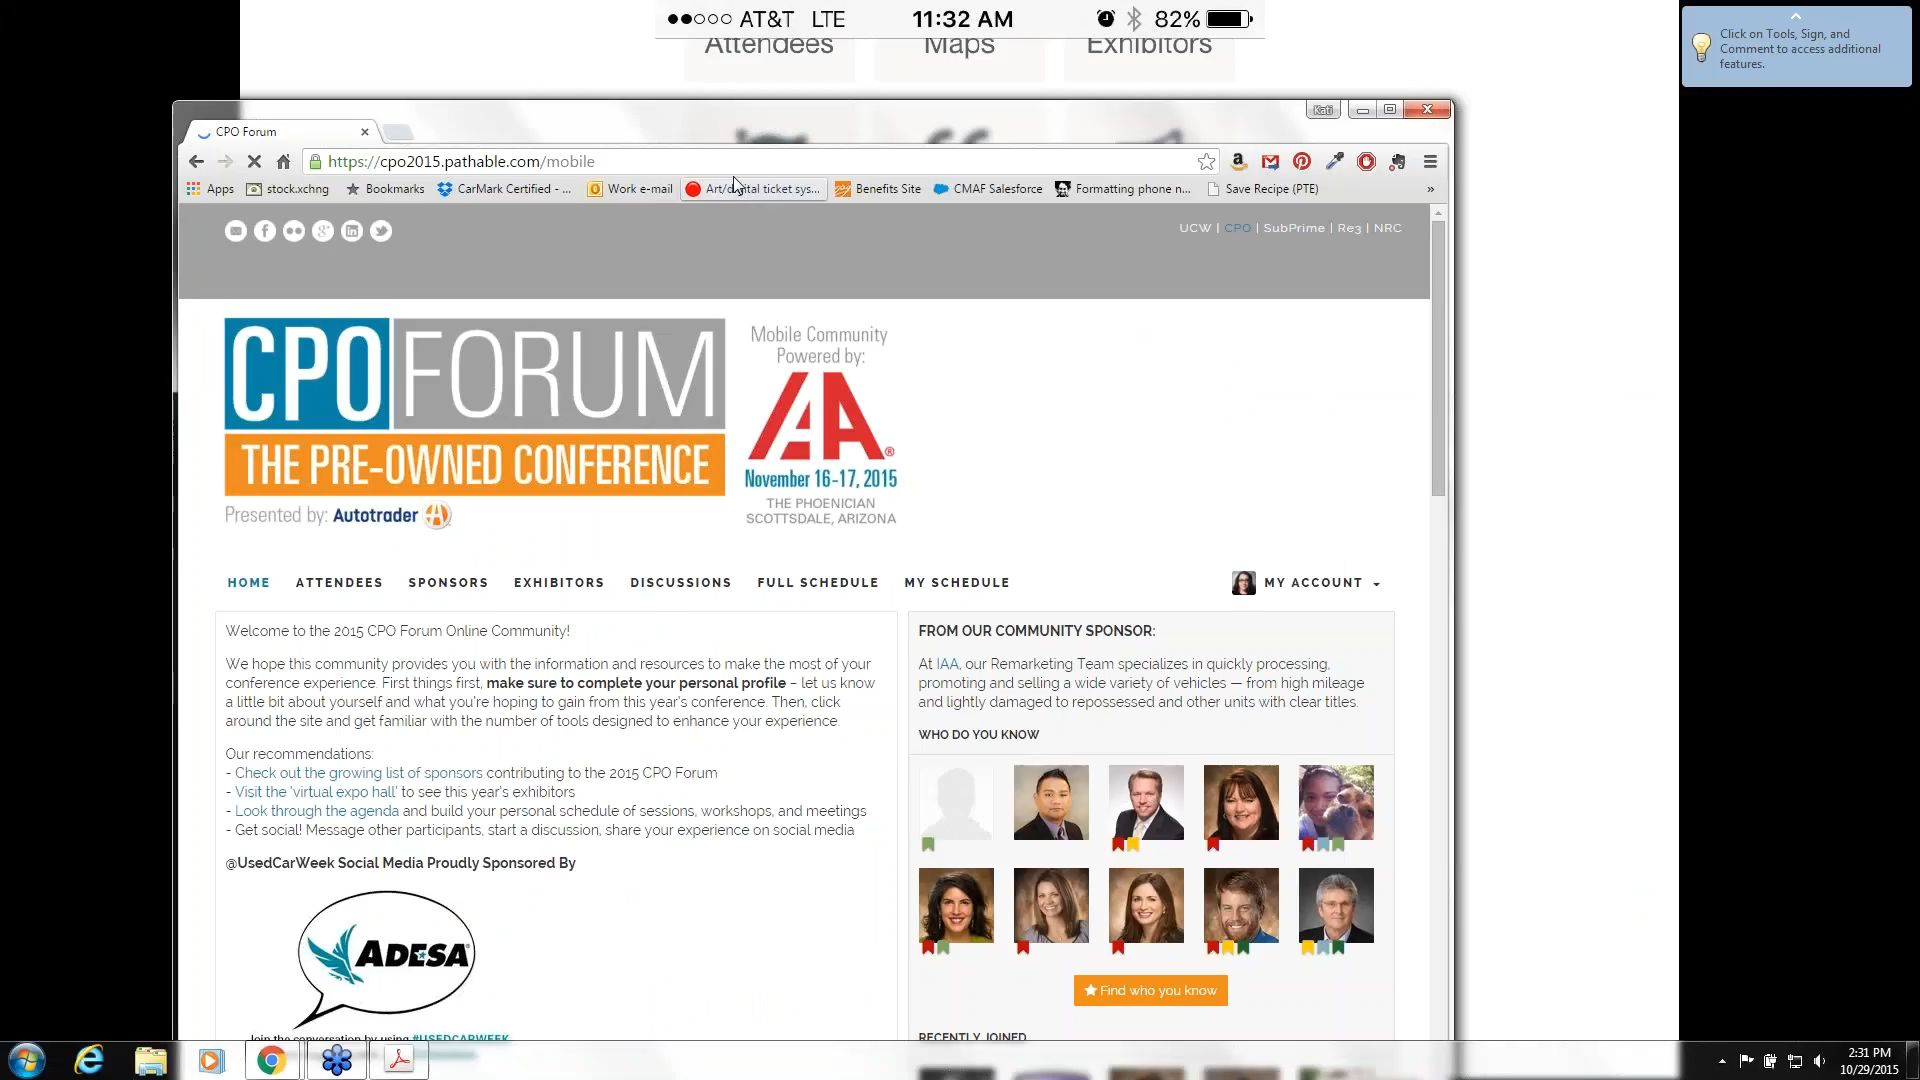 AT&T LTE 11:32 AM 82%
Attendees Maps Exhibitors
Click on Tools, Sign, and
Comment to access additional
features.
Kati
CPO Forum
https://cpo2015.pathable.com/mobile
Apps stock.xchng Bookmarks CarMark Certified - ... Work e-mail Art/digital ticket sys... Benefits Site CMAF Salesforce Formatting phone n... Save Recipe (PTE) »
UCW | CPO | SubPrime | Re3 | NRC
CPO FORUM
THE PRE-OWNED CONFERENCE
Presented by: Autotrader
Mobile Community
Powered by:
IAA®
November 16-17, 2015
THE PHOENICIAN
SCOTTSDALE, ARIZONA
HOME ATTENDEES SPONSORS EXHIBITORS DISCUSSIONS FULL SCHEDULE MY SCHEDULE MY ACCOUNT
Welcome to the 2015 CPO Forum Online Community!
We hope this community provides you with the information and resources to make the most of your
conference experience. First things first, make sure to complete your personal profile – let us know
a little bit about yourself and what you're hoping to gain from this year's conference. Then, click
around the site and get familiar with the number of tools designed to enhance your experience.
Our recommendations:
- Check out the growing list of sponsors contributing to the 2015 CPO Forum
- Visit the 'virtual expo hall' to see this year's exhibitors
- Look through the agenda and build your personal schedule of sessions, workshops, and meetings
- Get social! Message other participants, start a discussion, share your experience on social media
@UsedCarWeek Social Media Proudly Sponsored By
ADESA
Join the conversation by using #USEDCARWEEK
FROM OUR COMMUNITY SPONSOR:
At IAA, our Remarketing Team specializes in quickly processing,
promoting and selling a wide variety of vehicles — from high mileage
and lightly damaged to repossessed and other units with clear titles.
WHO DO YOU KNOW
Find who you know
RECENTLY JOINED
2:31 PM
10/29/2015